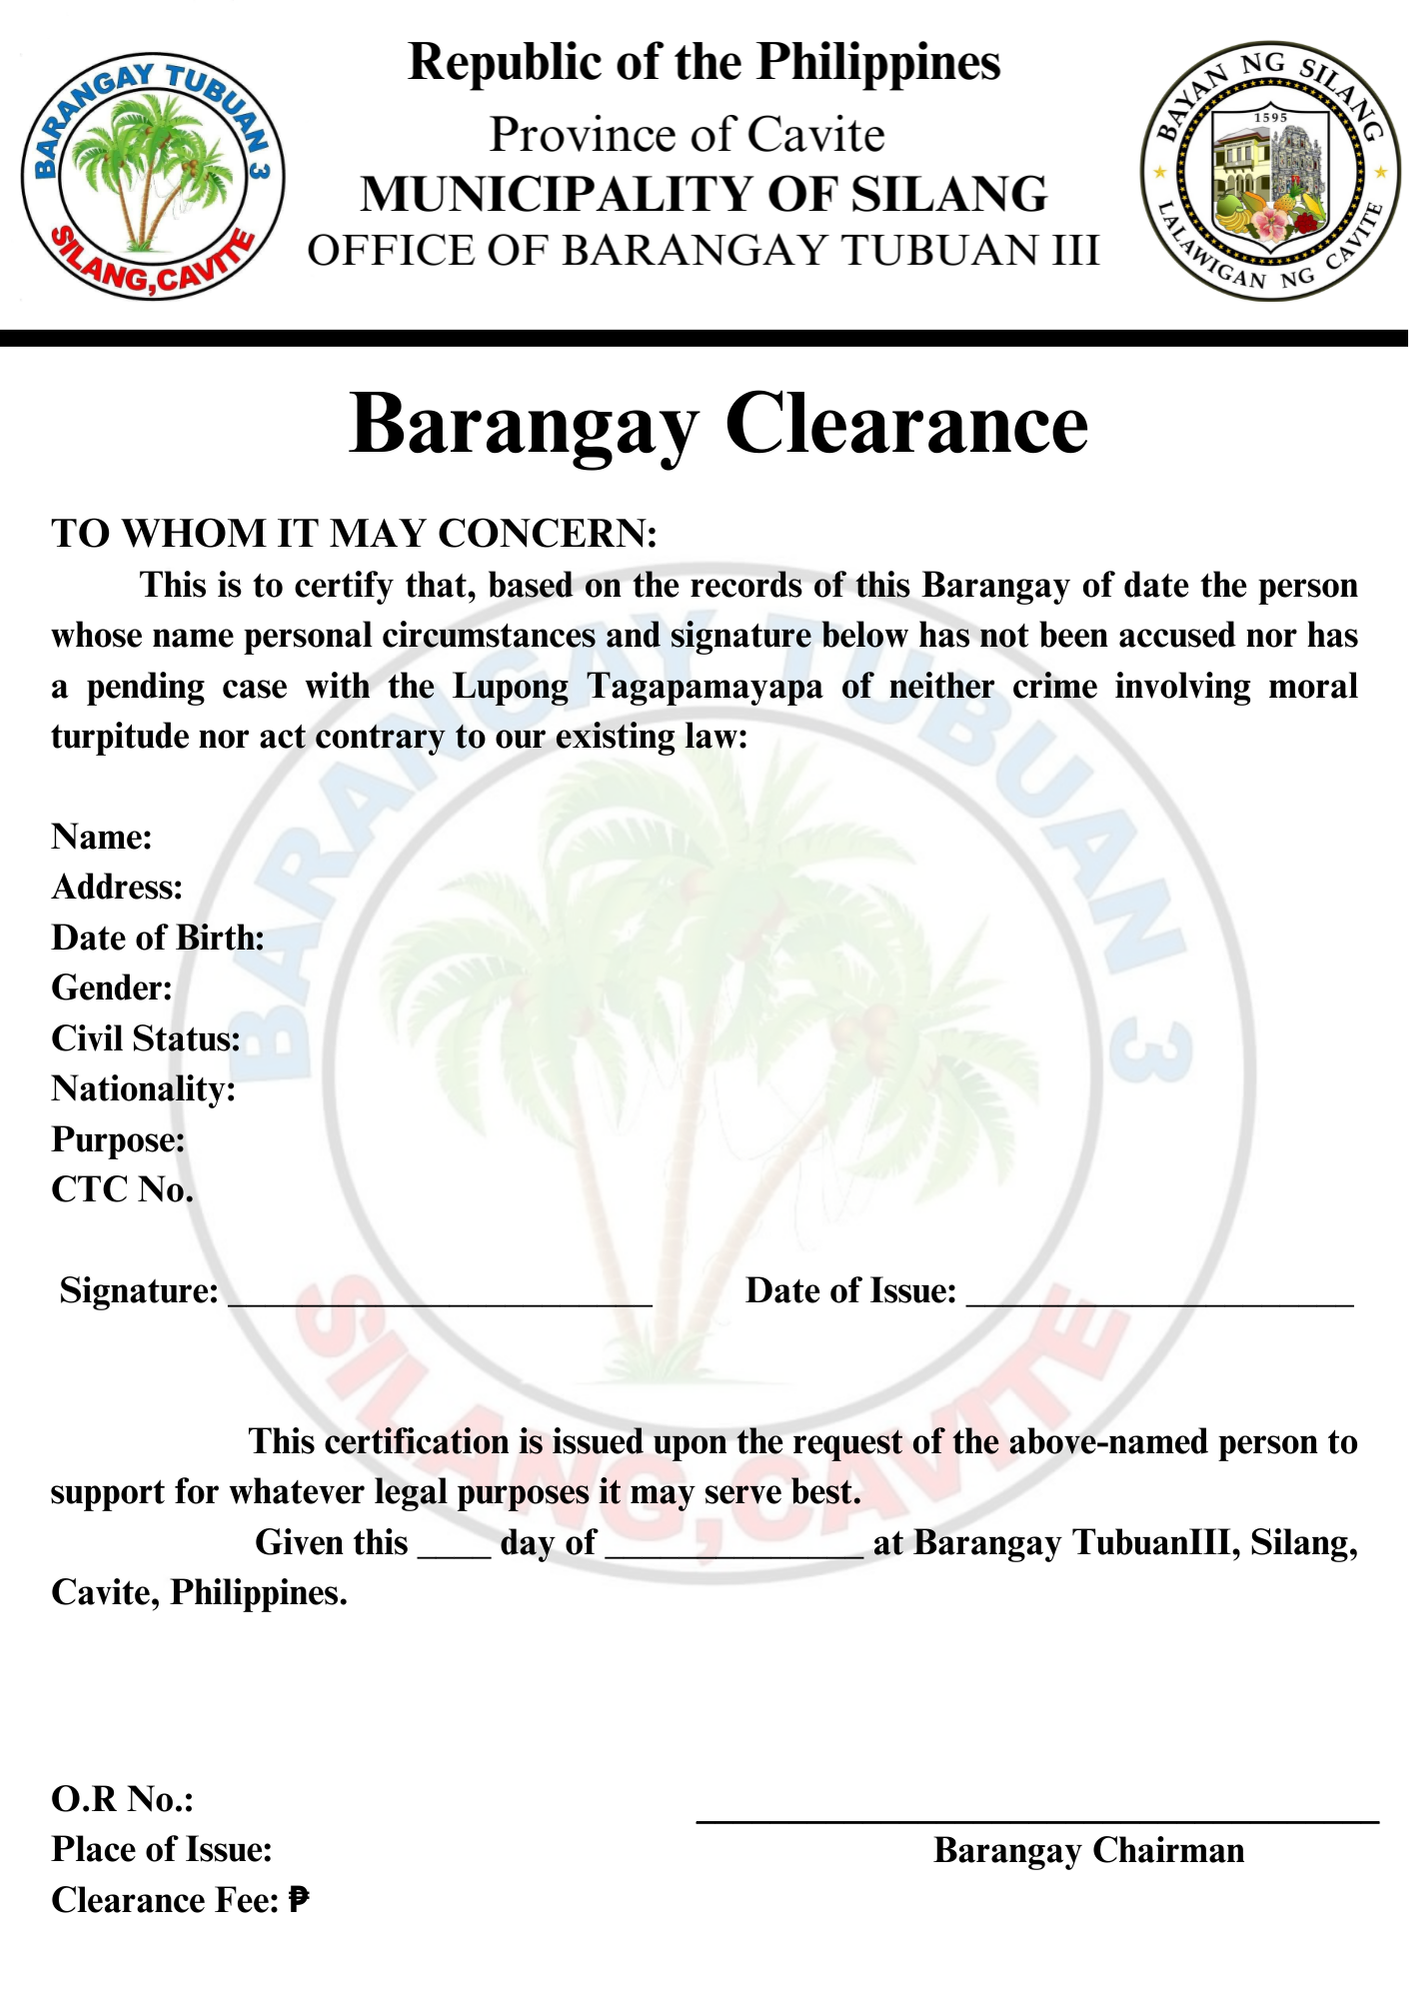 Republic of the Philippines
Province of Cavite
MUNICIPALITY OF SILANG
OFFICE OF BARANGAY TUBUAN III
BARANGAY TUBUAN 3
SILANG,CAVITE
BAYAN NG SILANG
1595
LALAWIGAN NG CAVITE
Barangay Clearance
TO WHOM IT MAY CONCERN:
This is to certify that, based on the records of this Barangay of date the person
whose name personal circumstances and signature below has not been accused nor has
a pending case with the Lupong Tagapamayapa of neither crime involving moral
turpitude nor act contrary to our existing law:
Name:
Address:
Date of Birth:
Gender:
Civil Status:
Nationality:
Purpose:
CTC No.
Signature: _______________________ Date of Issue: _____________________
This certification is issued upon the request of the above-named person to
support for whatever legal purposes it may serve best.
Given this ____ day of ______________ at Barangay TubuanIII, Silang,
Cavite, Philippines.
O.R No.:
Place of Issue:
Clearance Fee: ₱
Barangay Chairman
BARANGAY TUBUAN 3
SILANG,CAVITE